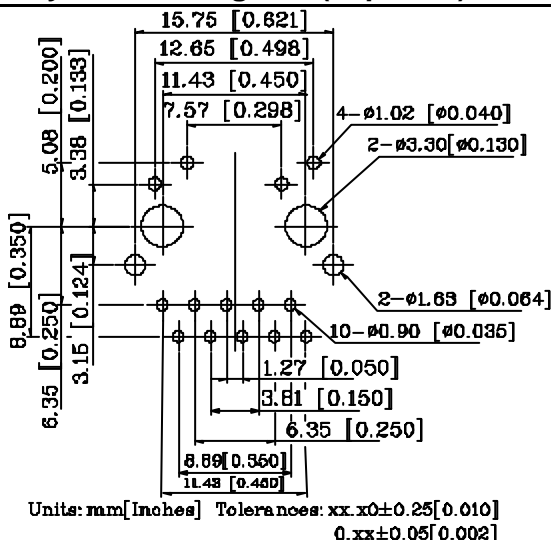 15.75 [0.621]
12.65 [0.498]
11.43 [0.450]
7.57 [0.298]
5.08 [0.200]
3.38 [0.133]
4-ø1.02 [ø0.040]
2-ø3.30[ø0.130]
8.89 [0.350]
6.35 [0.250]
3.15 [0.124]
2-ø1.63 [ø0.064]
10-ø0.90 [ø0.035]
1.27 [0.050]
3.81 [0.150]
6.35 [0.250]
8.89[0.350]
11.43 [0.450]
Units: mm[Inches] Tolerances: xx.x0±0.25[0.010]
0.xx±0.05[0.002]